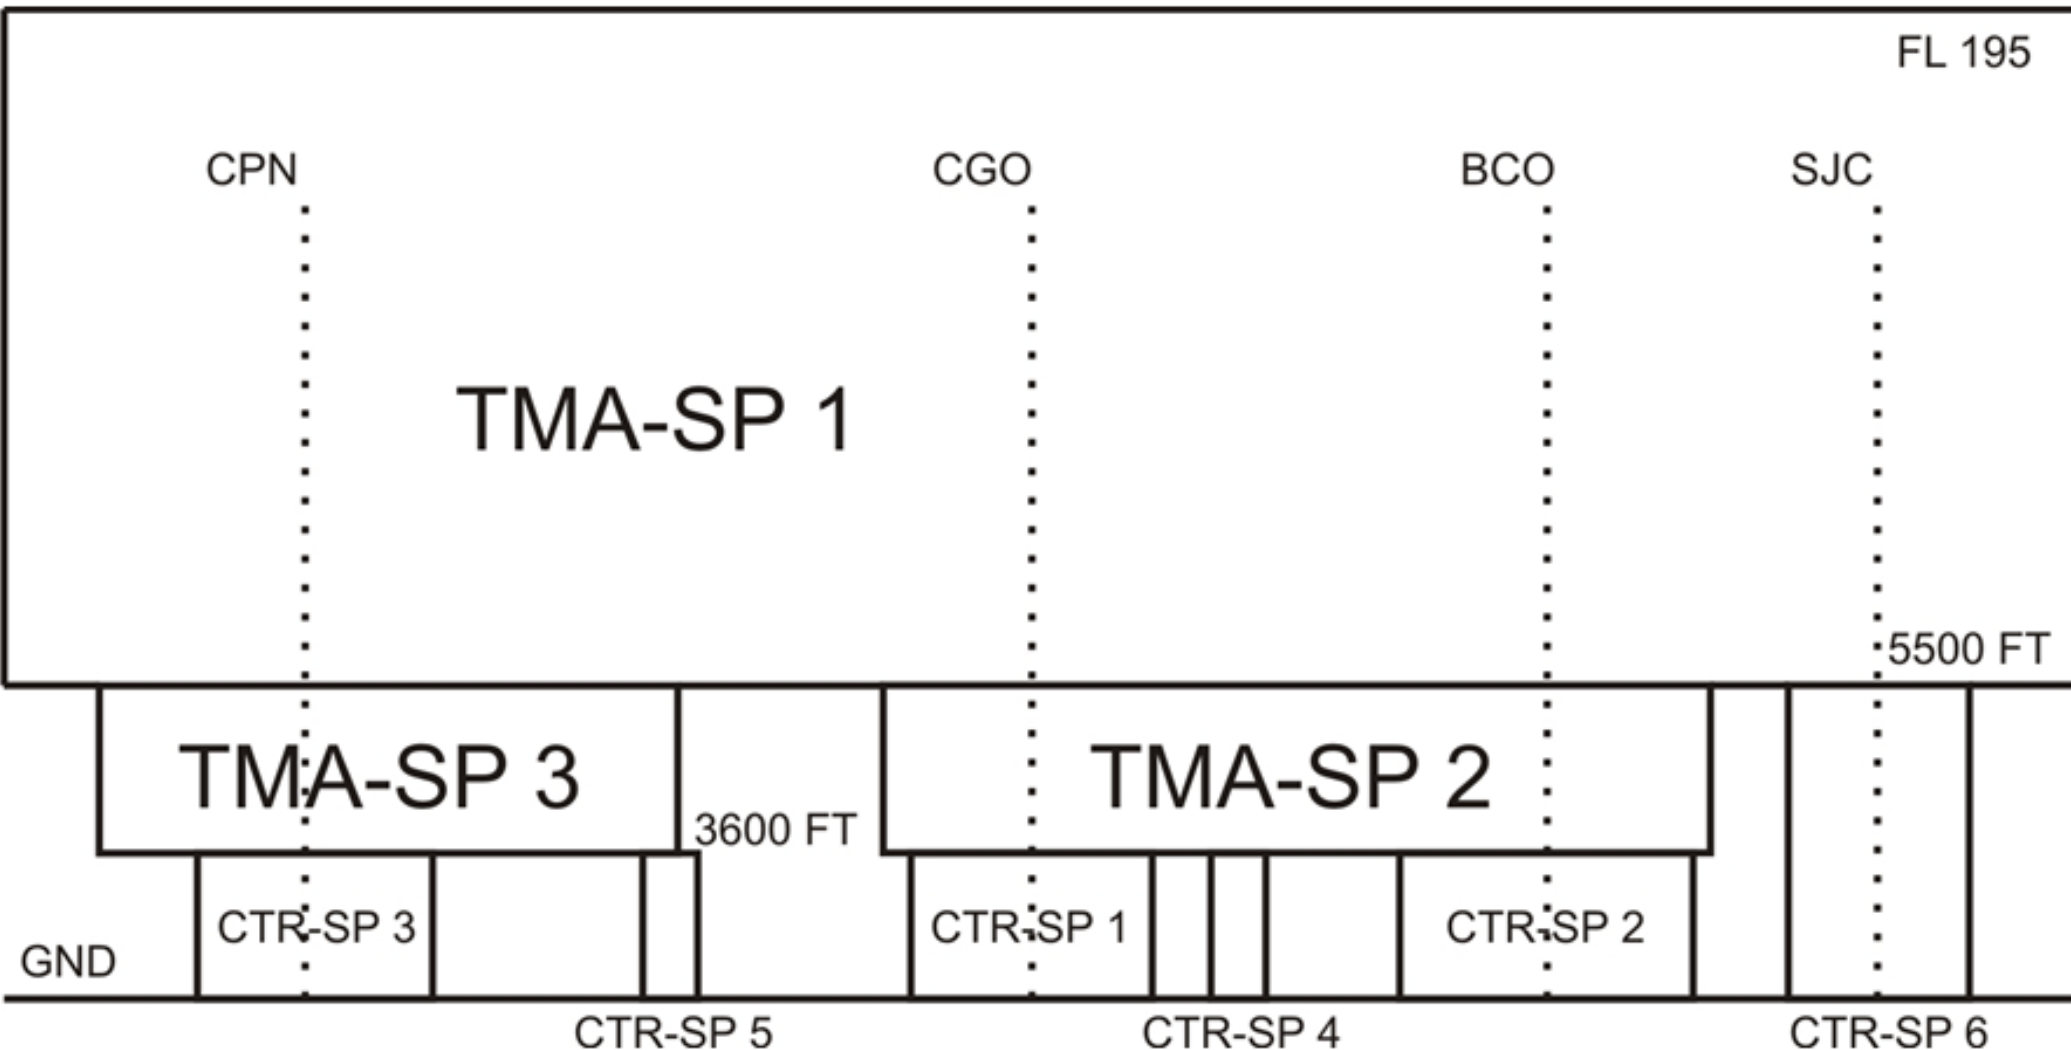 FL 195
CPN
CGO
BCO
SJC
TMA-SP 1
5500 FT
TMA-SP 3
TMA-SP 2
3600 FT
CTR-SP 3
CTR-SP 1
CTR-SP 2
GND
CTR-SP 5
CTR-SP 4
CTR-SP 6